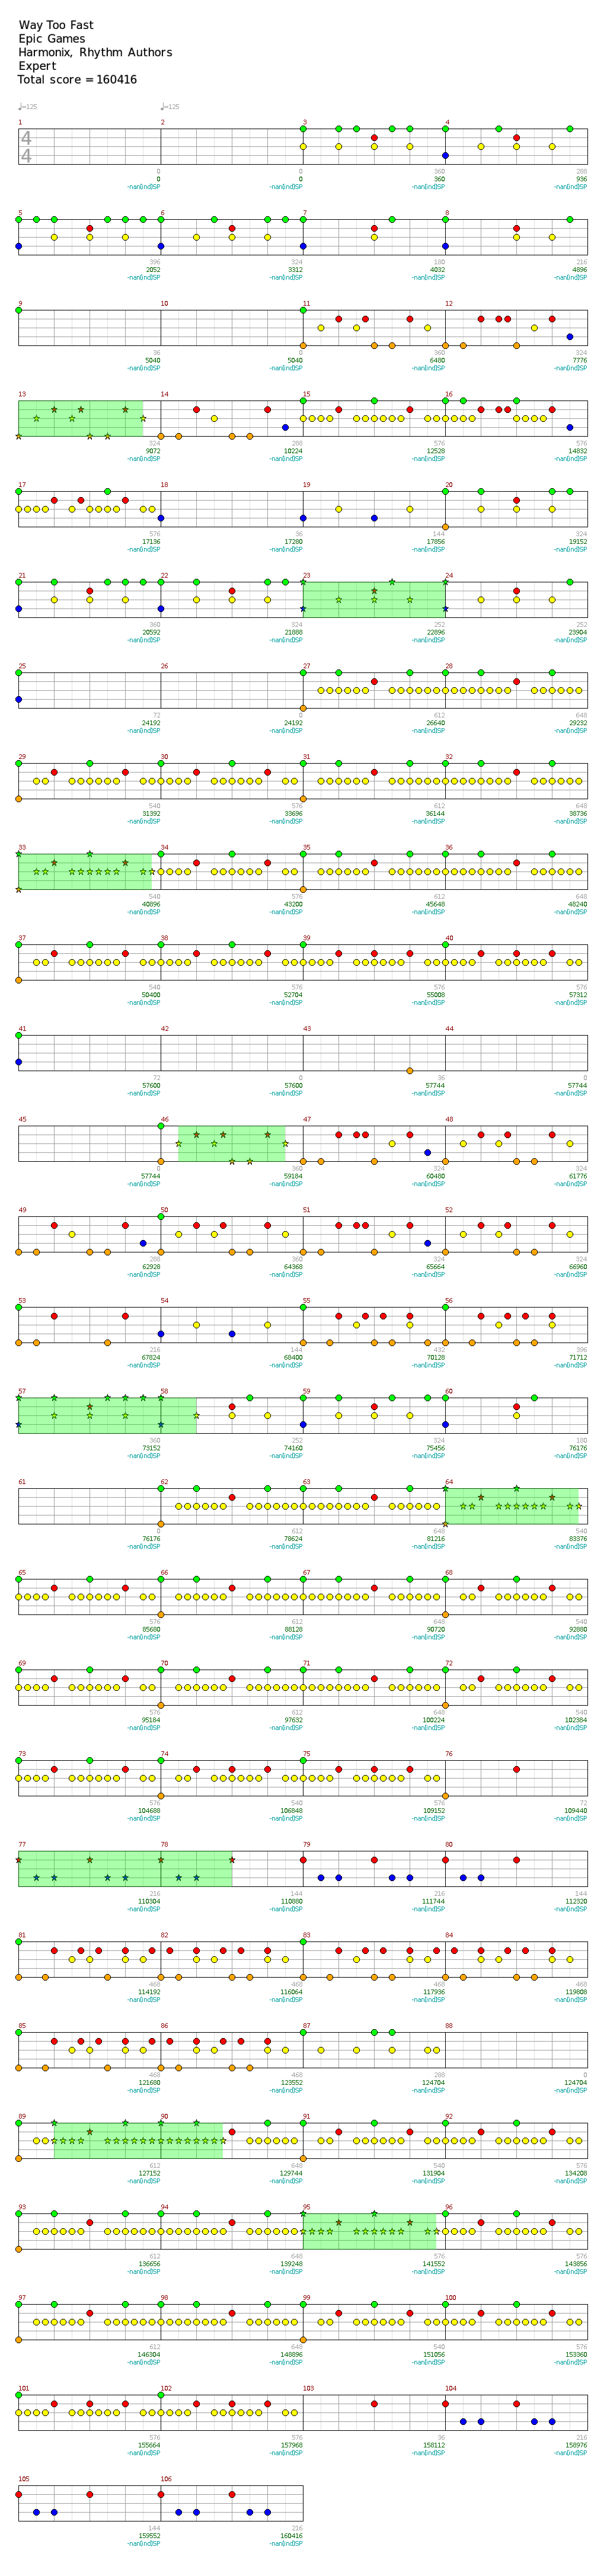 Way Too Fast
Epic Games
Harmonix, Rhythm Authors
Expert
Total score = 160416
♩=125 ♩=125
1 2 3 4
4
4
0 0 360 288
0 0 360 936
-nan(ind)SP -nan(ind)SP -nan(ind)SP -nan(ind)SP
5 6 7 8
396 324 180 216
2052 3312 4032 4896
-nan(ind)SP -nan(ind)SP -nan(ind)SP -nan(ind)SP
9 10 11 12
36 0 360 324
5040 5040 6480 7776
-nan(ind)SP -nan(ind)SP -nan(ind)SP -nan(ind)SP
13 14 15 16
324 288 576 576
9072 10224 12528 14832
-nan(ind)SP -nan(ind)SP -nan(ind)SP -nan(ind)SP
17 18 19 20
576 36 144 324
17136 17280 17856 19152
-nan(ind)SP -nan(ind)SP -nan(ind)SP -nan(ind)SP
21 22 23 24
360 324 252 252
20592 21888 22896 23904
-nan(ind)SP -nan(ind)SP -nan(ind)SP -nan(ind)SP
25 26 27 28
72 0 612 648
24192 24192 26640 29232
-nan(ind)SP -nan(ind)SP -nan(ind)SP -nan(ind)SP
29 30 31 32
540 576 612 648
31392 33696 36144 38736
-nan(ind)SP -nan(ind)SP -nan(ind)SP -nan(ind)SP
33 34 35 36
540 576 612 648
40896 43200 45648 48240
-nan(ind)SP -nan(ind)SP -nan(ind)SP -nan(ind)SP
37 38 39 40
540 576 576 576
50400 52704 55008 57312
-nan(ind)SP -nan(ind)SP -nan(ind)SP -nan(ind)SP
41 42 43 44
72 0 36 0
57600 57600 57744 57744
-nan(ind)SP -nan(ind)SP -nan(ind)SP -nan(ind)SP
45 46 47 48
0 360 324 324
57744 59184 60480 61776
-nan(ind)SP -nan(ind)SP -nan(ind)SP -nan(ind)SP
49 50 51 52
288 360 324 324
62928 64368 65664 66960
-nan(ind)SP -nan(ind)SP -nan(ind)SP -nan(ind)SP
53 54 55 56
216 144 432 396
67824 68400 70128 71712
-nan(ind)SP -nan(ind)SP -nan(ind)SP -nan(ind)SP
57 58 59 60
360 252 324 180
73152 74160 75456 76176
-nan(ind)SP -nan(ind)SP -nan(ind)SP -nan(ind)SP
61 62 63 64
0 612 648 540
76176 78624 81216 83376
-nan(ind)SP -nan(ind)SP -nan(ind)SP -nan(ind)SP
65 66 67 68
576 612 648 540
85680 88128 90720 92880
-nan(ind)SP -nan(ind)SP -nan(ind)SP -nan(ind)SP
69 70 71 72
576 612 648 540
95184 97632 100224 102384
-nan(ind)SP -nan(ind)SP -nan(ind)SP -nan(ind)SP
73 74 75 76
576 540 576 72
104688 106848 109152 109440
-nan(ind)SP -nan(ind)SP -nan(ind)SP -nan(ind)SP
77 78 79 80
216 144 216 144
110304 110880 111744 112320
-nan(ind)SP -nan(ind)SP -nan(ind)SP -nan(ind)SP
81 82 83 84
468 468 468 468
114192 116064 117936 119808
-nan(ind)SP -nan(ind)SP -nan(ind)SP -nan(ind)SP
85 86 87 88
468 468 288 0
121680 123552 124704 124704
-nan(ind)SP -nan(ind)SP -nan(ind)SP -nan(ind)SP
89 90 91 92
612 648 540 576
127152 129744 131904 134208
-nan(ind)SP -nan(ind)SP -nan(ind)SP -nan(ind)SP
93 94 95 96
612 648 576 576
136656 139248 141552 143856
-nan(ind)SP -nan(ind)SP -nan(ind)SP -nan(ind)SP
97 98 99 100
612 648 540 576
146304 148896 151056 153360
-nan(ind)SP -nan(ind)SP -nan(ind)SP -nan(ind)SP
101 102 103 104
576 576 36 216
155664 157968 158112 158976
-nan(ind)SP -nan(ind)SP -nan(ind)SP -nan(ind)SP
105 106
144 216
159552 160416
-nan(ind)SP -nan(ind)SP